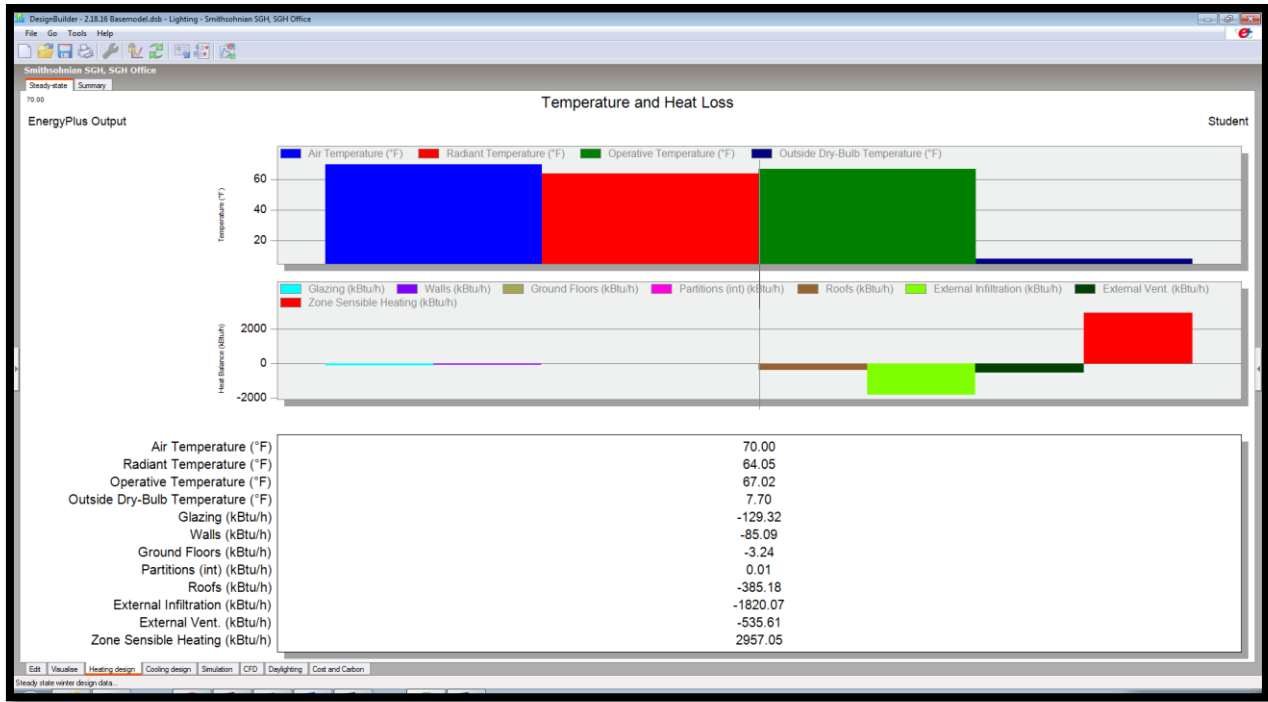 DesignBuilder - 2.18.16 Basemodel.dsb - Lighting - Smithsohnian SGH, SGH Office
File Go Tools Help
Smithsohnian SGH, SGH Office
Steady-state Summary
70.00
Temperature and Heat Loss
EnergyPlus Output Student
Air Temperature (°F) Radiant Temperature (°F) Operative Temperature (°F) Outside Dry-Bulb Temperature (°F)
Temperature (°F)
60
40
20
Glazing (kBtu/h) Walls (kBtu/h) Ground Floors (kBtu/h) Partitions (int) (kBtu/h) Roofs (kBtu/h) External Infiltration (kBtu/h) External Vent. (kBtu/h)
Zone Sensible Heating (kBtu/h)
Heat Balance (kBtu/h)
2000
0
-2000
Air Temperature (°F) 70.00
Radiant Temperature (°F) 64.05
Operative Temperature (°F) 67.02
Outside Dry-Bulb Temperature (°F) 7.70
Glazing (kBtu/h) -129.32
Walls (kBtu/h) -85.09
Ground Floors (kBtu/h) -3.24
Partitions (int) (kBtu/h) 0.01
Roofs (kBtu/h) -385.18
External Infiltration (kBtu/h) -1820.07
External Vent. (kBtu/h) -535.61
Zone Sensible Heating (kBtu/h) 2957.05
Edit Visualise Heating design Cooling design Simulation CFD Daylighting Cost and Carbon
Steady state winter design data...